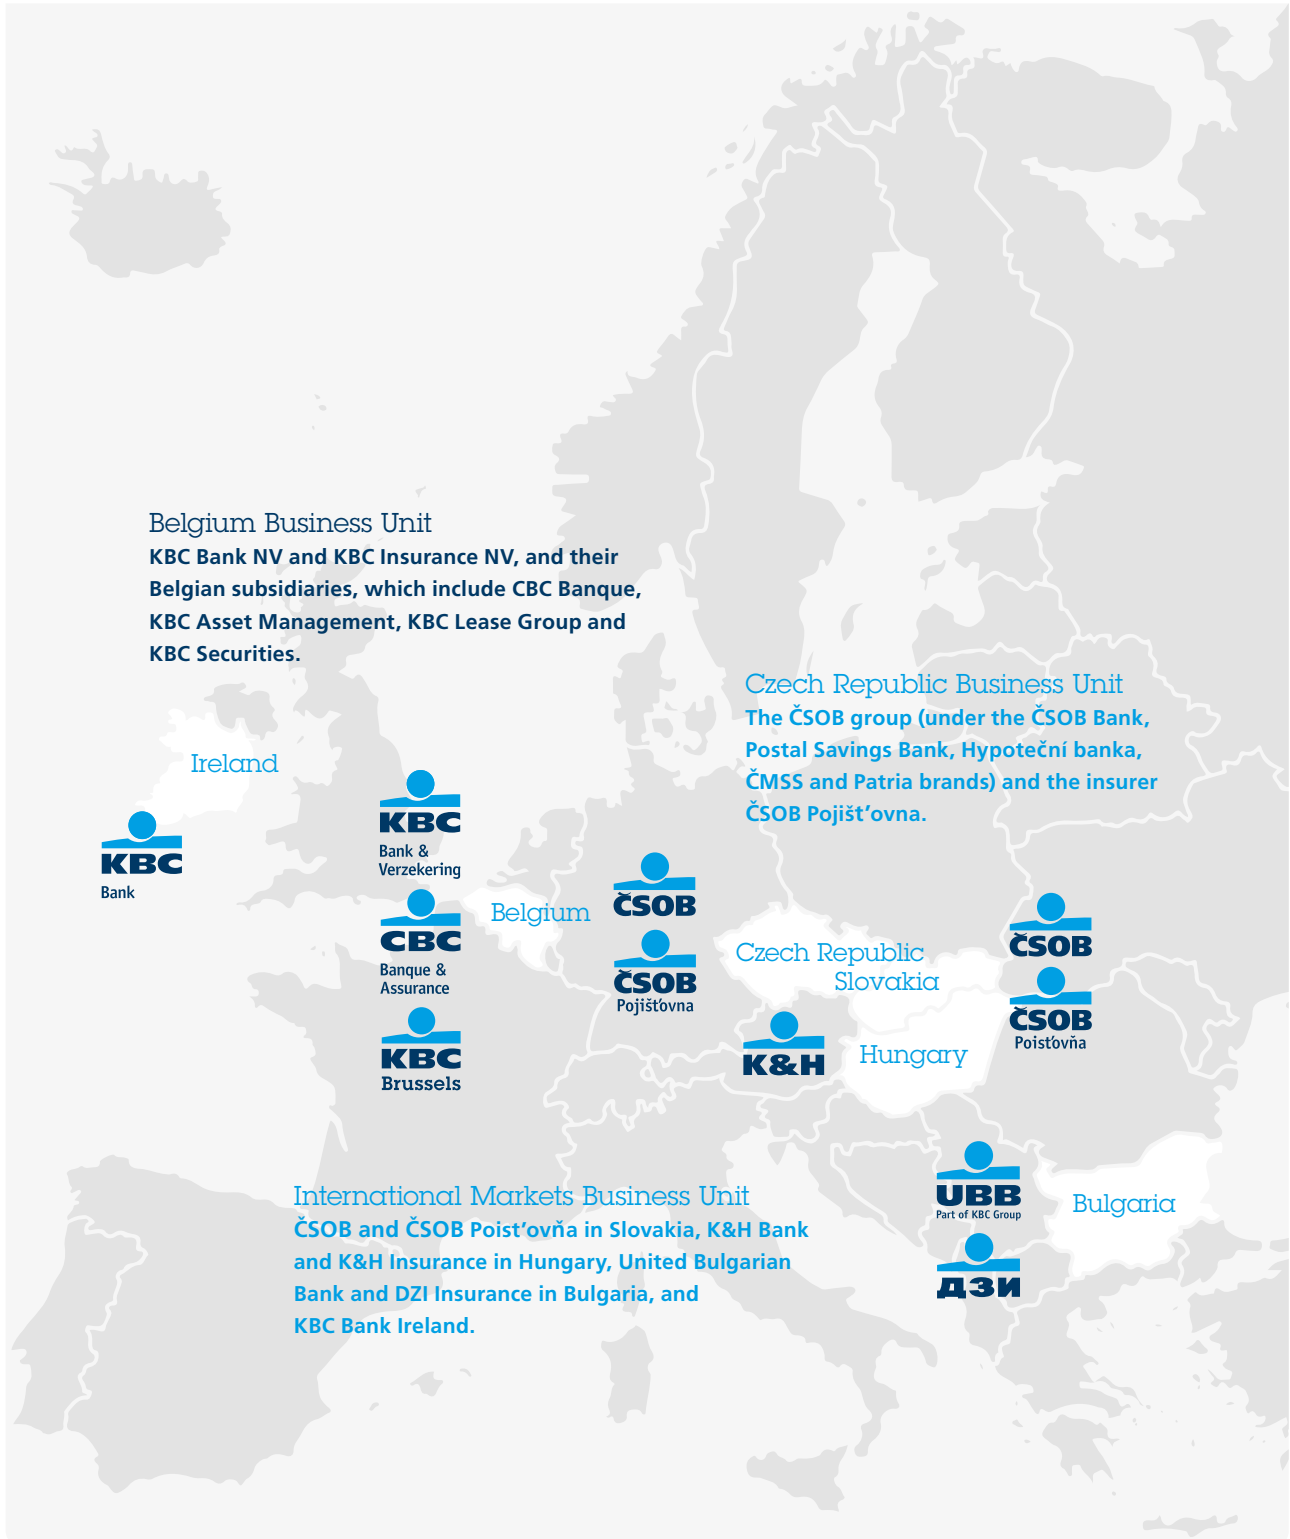 Belgium Business Unit
KBC Bank NV and KBC Insurance NV, and their
Belgian subsidiaries, which include CBC Banque,
KBC Asset Management, KBC Lease Group and
KBC Securities.
Czech Republic Business Unit
The ČSOB group (under the ČSOB Bank,
Postal Savings Bank, Hypoteční banka,
ČMSS and Patria brands) and the insurer
ČSOB Pojišt’ovna.
Ireland
KBC
Bank
KBC
Bank &
Verzekering
CBC
Banque &
Assurance
KBC
Brussels
Belgium
ČSOB
ČSOB
Pojišťovna
Czech Republic
Slovakia
ČSOB
ČSOB
Poisťovňa
K&H
Hungary
UBB
Part of KBC Group
ДЗИ
Bulgaria
International Markets Business Unit
ČSOB and ČSOB Poist’ovňa in Slovakia, K&H Bank
and K&H Insurance in Hungary, United Bulgarian
Bank and DZI Insurance in Bulgaria, and
KBC Bank Ireland.